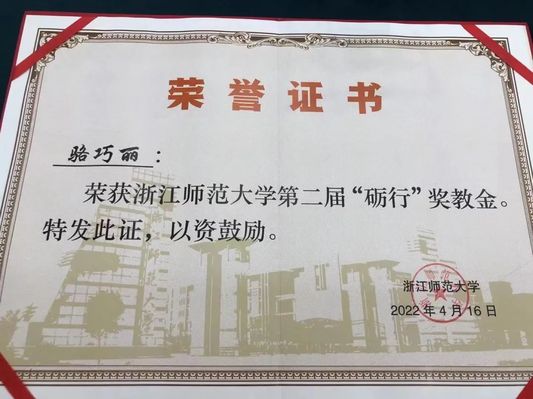 荣誉证书
骆巧丽：
荣获浙江师范大学第二届“砺行”奖教金。
特发此证，以资鼓励。
浙江师范大学
2022年4月16日